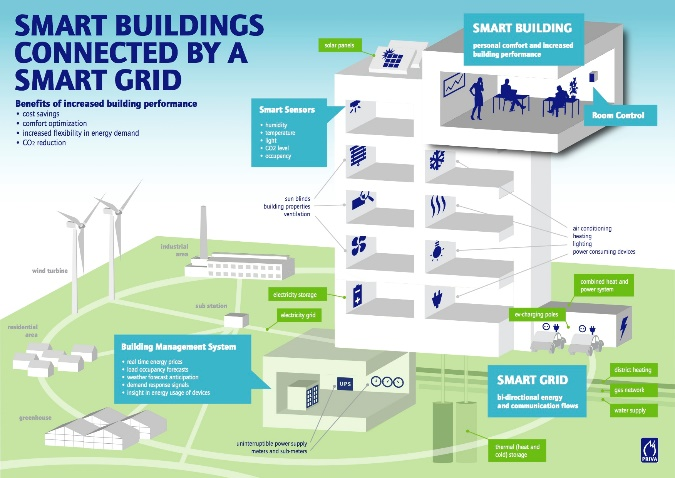 SMART BUILDINGS
CONNECTED BY A
SMART GRID
Benefits of increased building performance
• cost savings
• comfort optimization
• increased flexibility in energy demand
• CO2 reduction
solar panels
SMART BUILDING
personal comfort and increased
building performance
Room Control
Smart Sensors
• humidity
• temperature
• light
• CO2 level
• occupancy
sun blinds
building properties
ventilation
air conditioning
heating
lighting
power consuming devices
industrial
area
wind turbine
sub station
residential
area
greenhouse
electricity storage
electricity grid
combined heat and
power system
ev-charging poles
Building Management System
• real time energy prices
• load occupancy forecasts
• weather forecast anticipation
• demand response signals
• insight in energy usage of devices
UPS
uninterruptible power supply
meters and sub-meters
SMART GRID
bi-directional energy
and communication flows
district heating
gas network
water supply
thermal (heat and
cold) storage
PRIVA